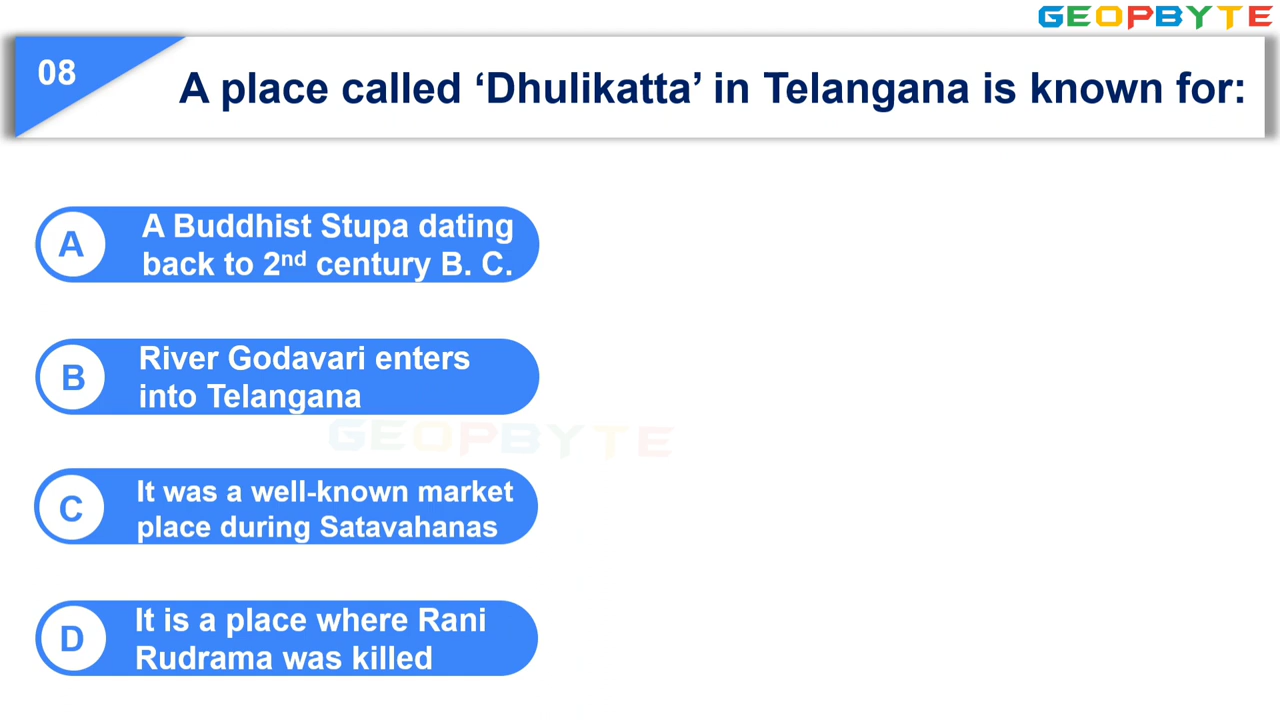 GEOPBYTE
08
A place called ‘Dhulikatta’ in Telangana is known for:
A
A Buddhist Stupa dating
back to 2nd century B. C.
B
River Godavari enters
into Telangana
GEOPBYTE
C
It was a well-known market
place during Satavahanas
D
It is a place where Rani
Rudrama was killed